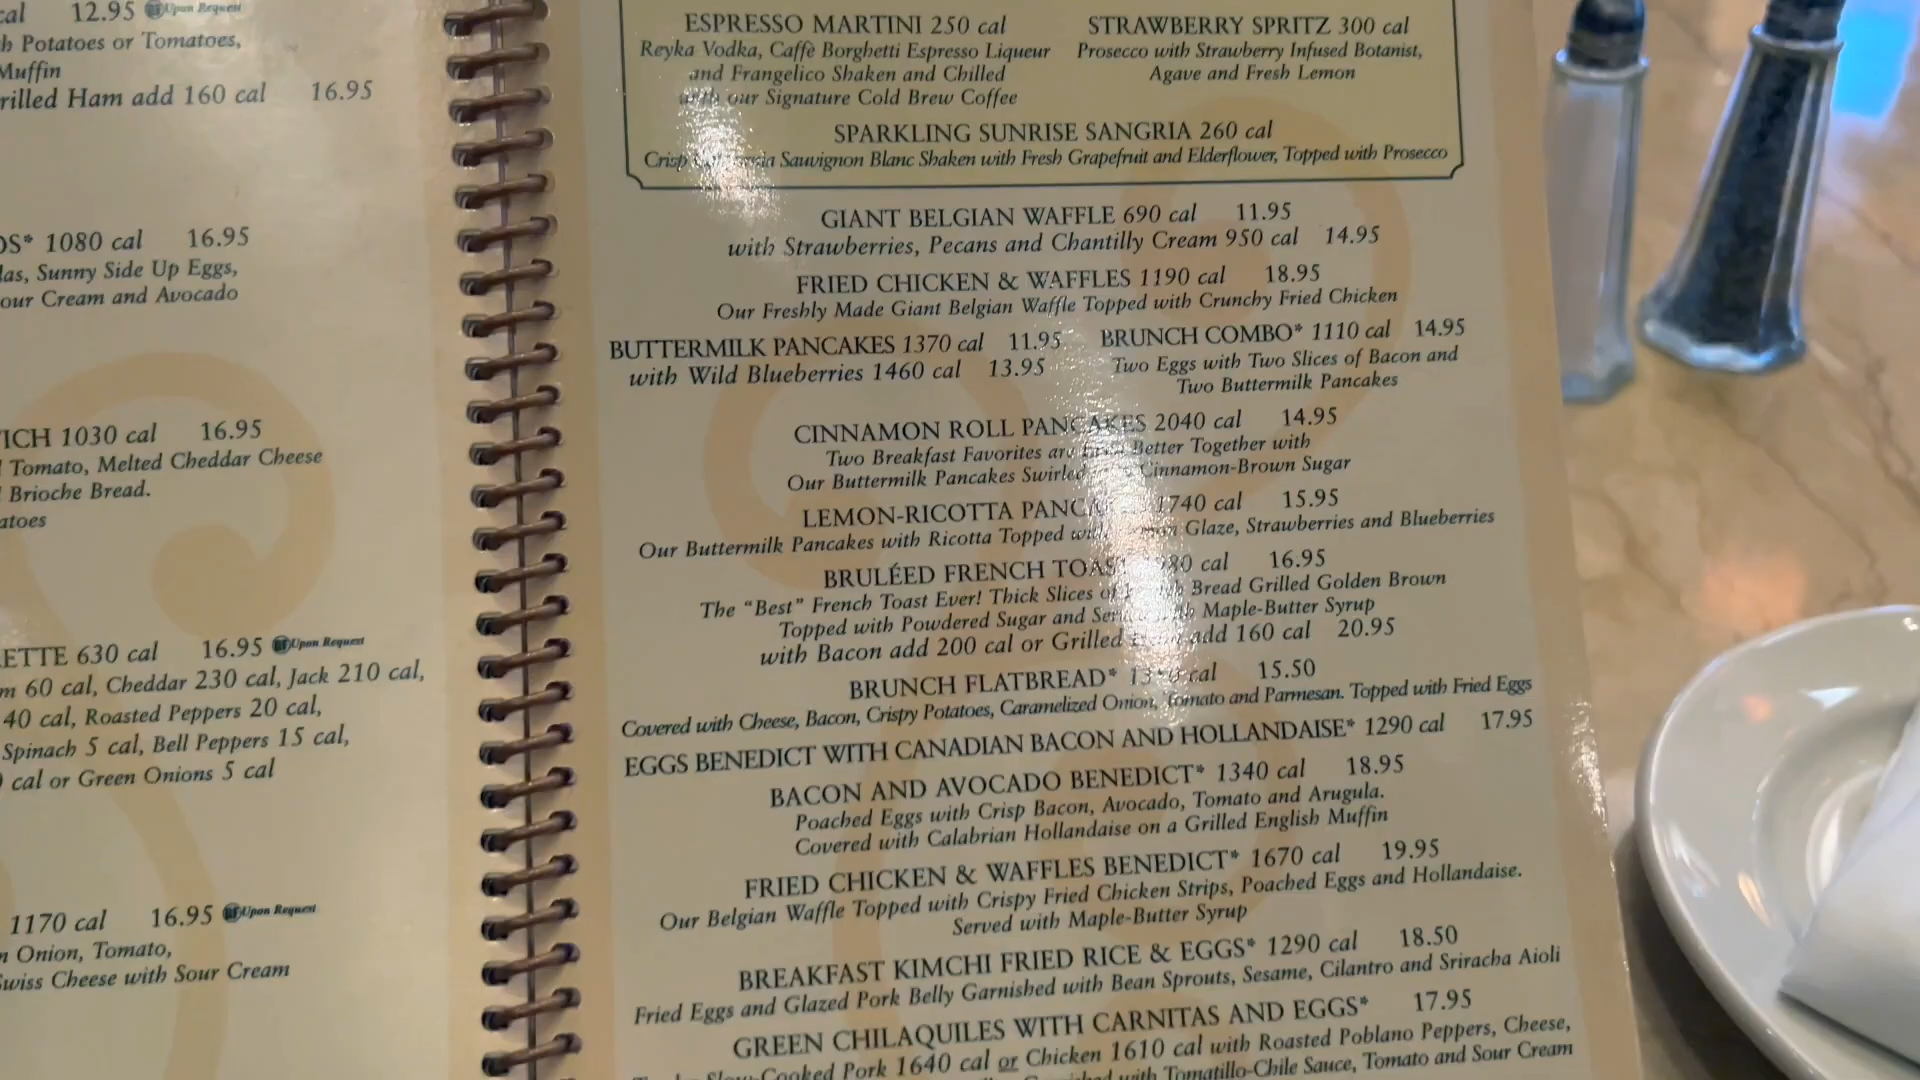 cal 12.95 Upon Request
h Potatoes or Tomatoes,
Muffin
rilled Ham add 160 cal 16.95
OS* 1080 cal 16.95
las, Sunny Side Up Eggs,
our Cream and Avocado
ICH 1030 cal 16.95
Tomato, Melted Cheddar Cheese
Brioche Bread.
atoes
ETTE 630 cal 16.95 Upon Request
m 60 cal, Cheddar 230 cal, Jack 210 cal,
40 cal, Roasted Peppers 20 cal,
Spinach 5 cal, Bell Peppers 15 cal,
cal or Green Onions 5 cal
1170 cal 16.95 Upon Request
n Onion, Tomato,
Swiss Cheese with Sour Cream
ESPRESSO MARTINI 250 cal
Reyka Vodka, Caffè Borghetti Espresso Liqueur
and Frangelico Shaken and Chilled
with our Signature Cold Brew Coffee
STRAWBERRY SPRITZ 300 cal
Prosecco with Strawberry Infused Botanist,
Agave and Fresh Lemon
SPARKLING SUNRISE SANGRIA 260 cal
Crisp Sauvignon Blanc Shaken with Fresh Grapefruit and Elderflower, Topped with Prosecco
GIANT BELGIAN WAFFLE 690 cal 11.95
with Strawberries, Pecans and Chantilly Cream 950 cal 14.95
FRIED CHICKEN & WAFFLES 1190 cal 18.95
Our Freshly Made Giant Belgian Waffle Topped with Crunchy Fried Chicken
BUTTERMILK PANCAKES 1370 cal 11.95
with Wild Blueberries 1460 cal 13.95
BRUNCH COMBO* 1110 cal 14.95
Two Eggs with Two Slices of Bacon and
Two Buttermilk Pancakes
CINNAMON ROLL PANCAKES 2040 cal 14.95
Two Breakfast Favorites are Better Together with
Our Buttermilk Pancakes Swirled Cinnamon-Brown Sugar
LEMON-RICOTTA 1740 cal 15.95
Our Buttermilk Pancakes with Ricotta Topped Glaze, Strawberries and Blueberries
BRULÉED FRENCH TOAST cal 16.95
The "Best" French Toast Ever! Thick Slices Bread Grilled Golden Brown
Topped with Powdered Sugar and Maple-Butter Syrup
with Bacon add 200 cal or Grilled add 160 cal 20.95
BRUNCH FLATBREAD* cal 15.50
Covered with Cheese, Bacon, Crispy Potatoes, Caramelized Onion, Tomato and Parmesan. Topped with Fried Eggs
EGGS BENEDICT WITH CANADIAN BACON AND HOLLANDAISE* 1290 cal 17.95
BACON AND AVOCADO BENEDICT* 1340 cal 18.95
Poached Eggs with Crisp Bacon, Avocado, Tomato and Arugula.
Covered with Calabrian Hollandaise on a Grilled English Muffin
FRIED CHICKEN & WAFFLES BENEDICT* 1670 cal 19.95
Our Belgian Waffle Topped with Crispy Fried Chicken Strips, Poached Eggs and Hollandaise.
Served with Maple-Butter Syrup
BREAKFAST KIMCHI FRIED RICE & EGGS* 1290 cal 18.50
Fried Eggs and Glazed Pork Belly Garnished with Bean Sprouts, Sesame, Cilantro and Sriracha Aioli
GREEN CHILAQUILES WITH CARNITAS AND EGGS* 17.95
Slow-Cooked Pork 1640 cal or Chicken 1610 cal with Roasted Poblano Peppers, Cheese,
with Tomatillo-Chile Sauce, Tomato and Sour Cream